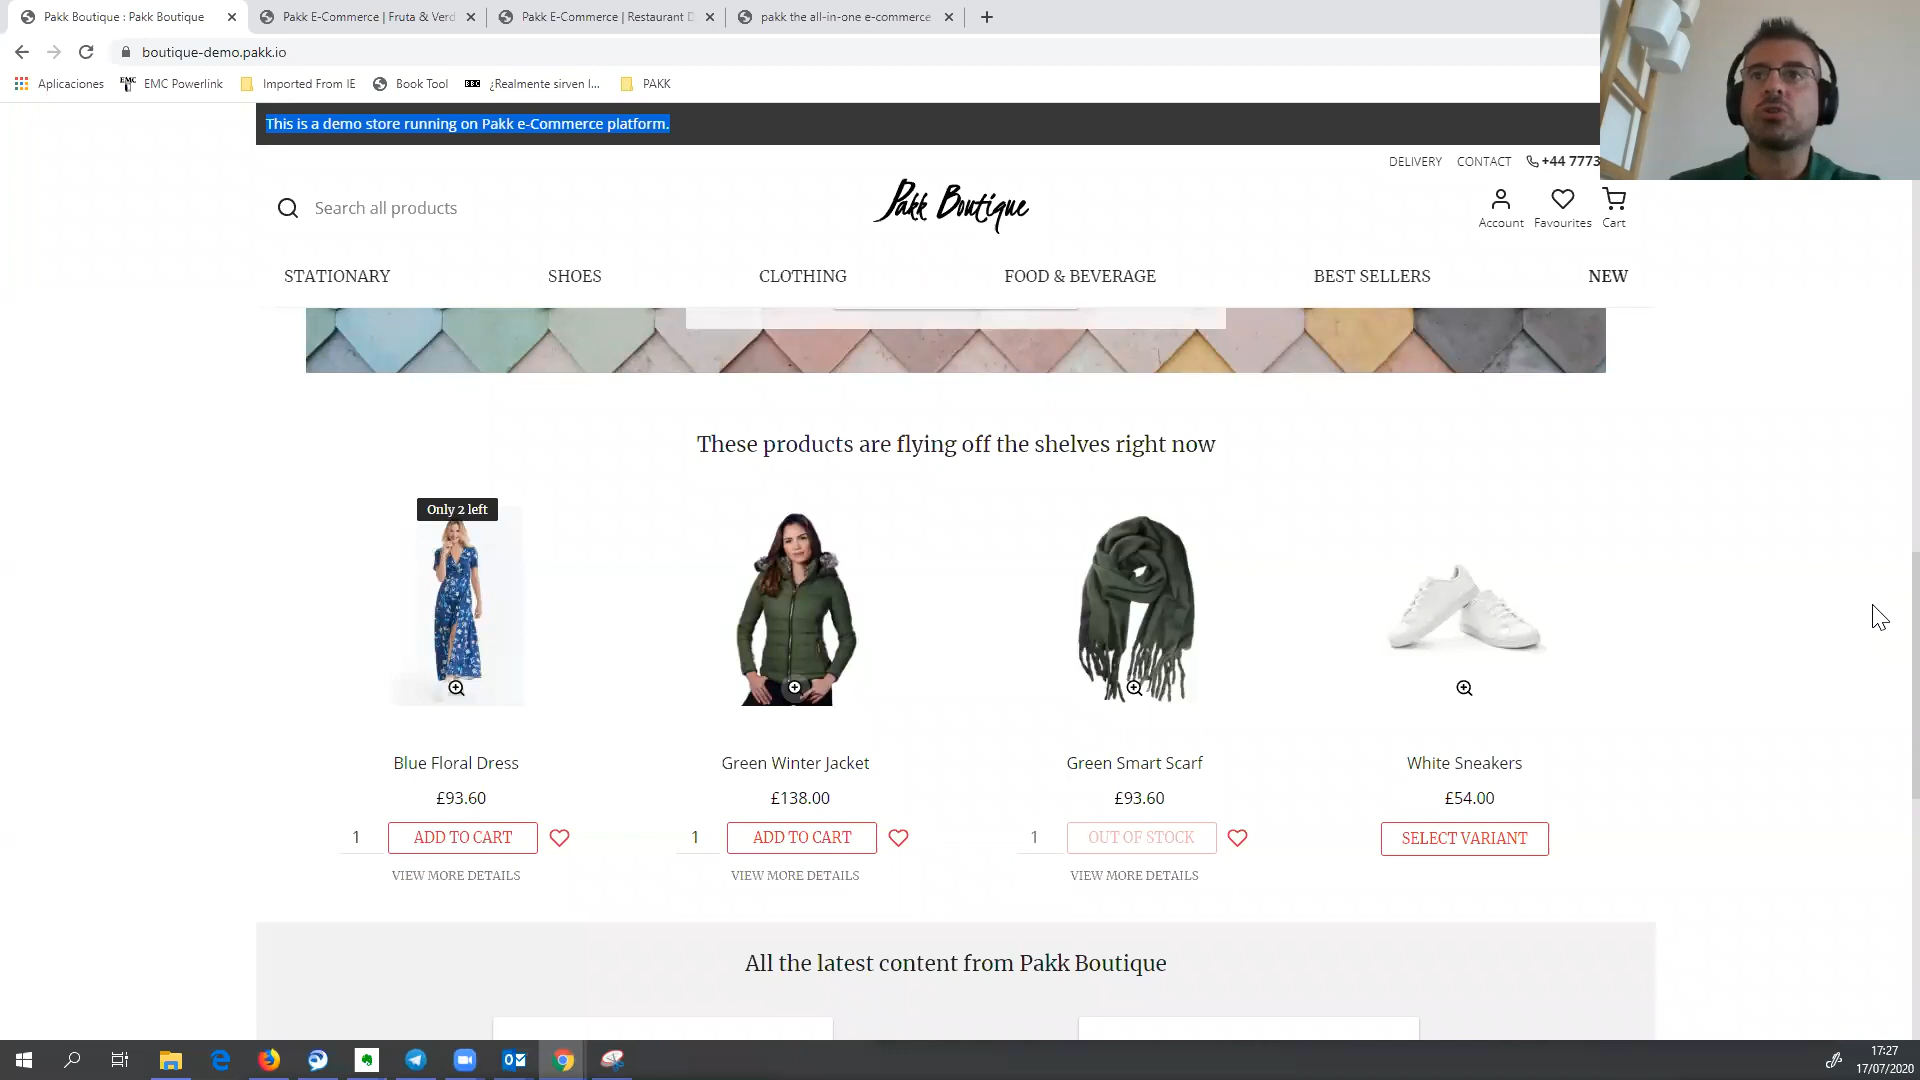 Pakk Boutique : Pakk Boutique
Pakk E-Commerce | Fruta & Verd
Pakk E-Commerce | Restaurant D
pakk the all-in-one e-commerce
boutique-demo.pakk.io
Aplicaciones
EMC EMC Powerlink
Imported From IE
Book Tool
BBC ¿Realmente sirven l...
PAKK
This is a demo store running on Pakk e-Commerce platform.
DELIVERY CONTACT +44 7773
Search all products
Pakk Boutique
Account Favourites Cart
STATIONARY SHOES CLOTHING FOOD & BEVERAGE BEST SELLERS NEW
These products are flying off the shelves right now
Only 2 left
Blue Floral Dress Green Winter Jacket Green Smart Scarf White Sneakers
£93.60 £138.00 £93.60 £54.00
1 ADD TO CART 1 ADD TO CART 1 OUT OF STOCK SELECT VARIANT
VIEW MORE DETAILS VIEW MORE DETAILS VIEW MORE DETAILS
All the latest content from Pakk Boutique
17:27
17/07/2020